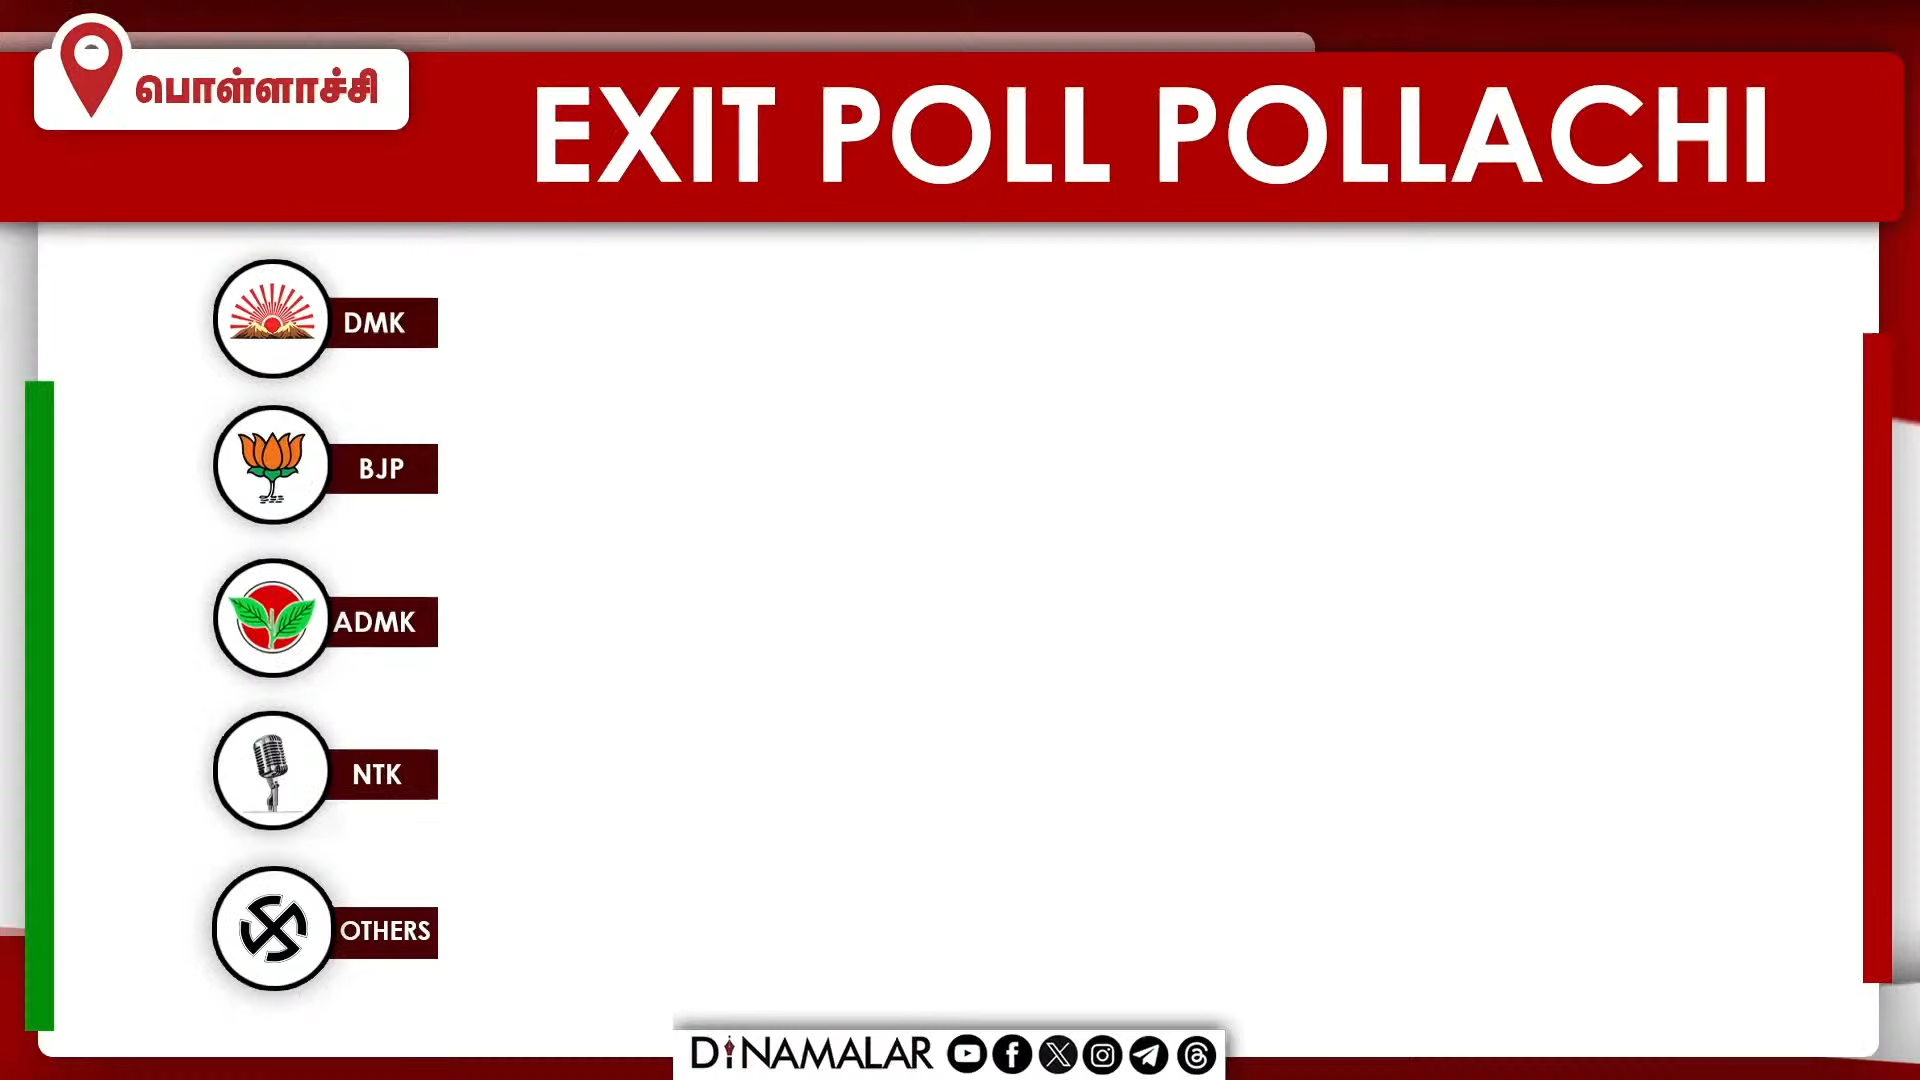 பொள்ளாச்சி
EXIT POLL POLLACHI
DMK
BJP
ADMK
NTK
OTHERS
DINAMALAR